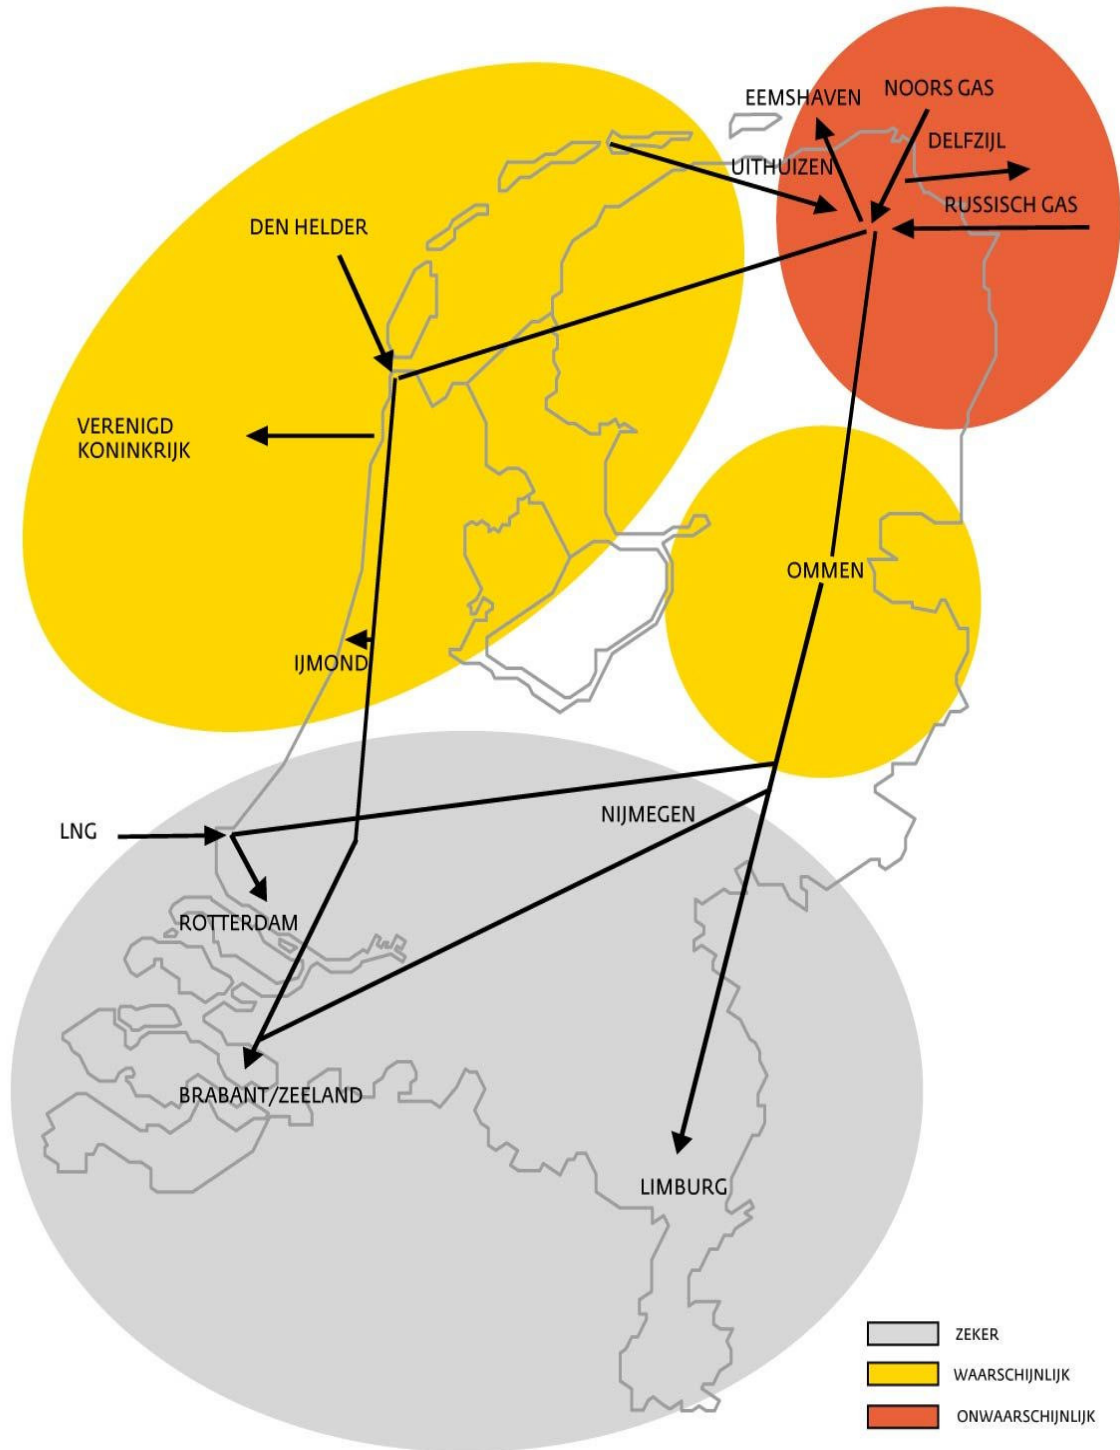 NOORS GAS
EEMSHAVEN
DELFZIJL
UITHUIZEN
RUSSISCH GAS
DEN HELDER
VERENIGD
KONINKRIJK
OMMEN
IJMOND
NIJMEGEN
LNG
ROTTERDAM
BRABANT/ZEELAND
LIMBURG
ZEKER
WAARSCHIJNLIJK
ONWAARSCHIJNLIJK